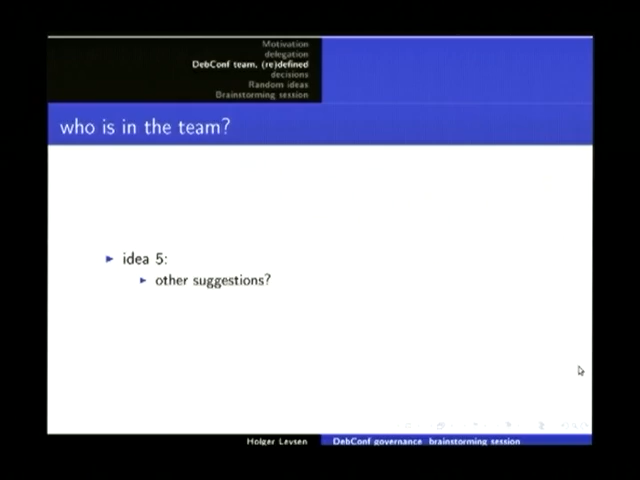 Motivation
delegation
DebConf team, (re)defined
decisions
Random ideas
Brainstorming session
who is in the team?
idea 5:
other suggestions?
Holger Levsen
DebConf governance brainstorming session